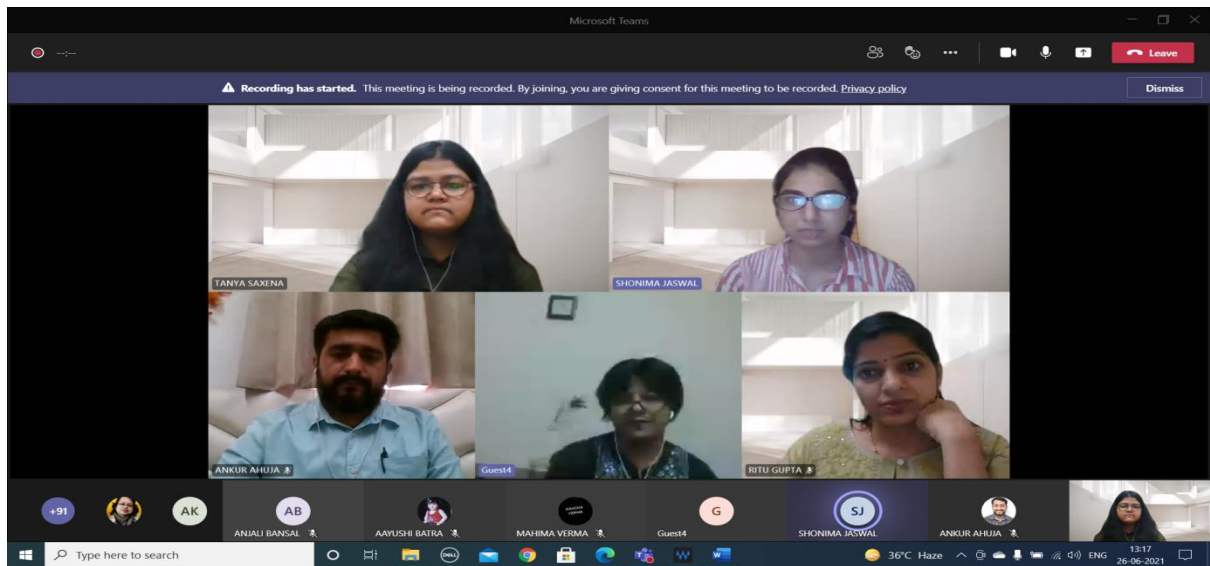 Microsoft Teams
--:--
Leave
Recording has started. This meeting is being recorded. By joining, you are giving consent for this meeting to be recorded. Privacy policy
Dismiss
TANYA SAXENA
SHONIMA JASWAL
ANKUR AHUJA
Guest4
RITU GUPTA
+91
AK
AB
G
SJ
ANJALI BANSAL
AAYUSHI BATRA
MAHIMA VERMA
Guest4
SHONIMA JASWAL
ANKUR AHUJA
Type here to search
DELL
W
36°C Haze
ENG
13:17
26-06-2021